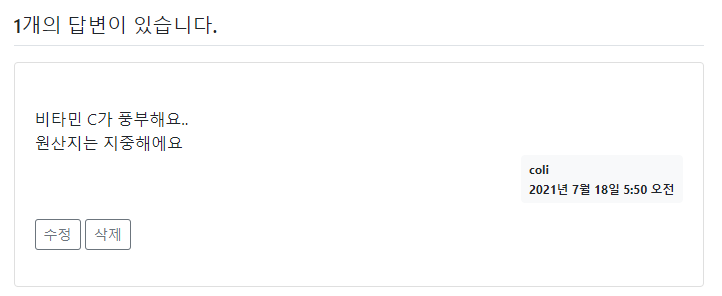 1개의 답변이 있습니다.
비타민 C가 풍부해요..
원산지는 지중해에요
coli
2021년 7월 18일 5:50 오전
수정 삭제